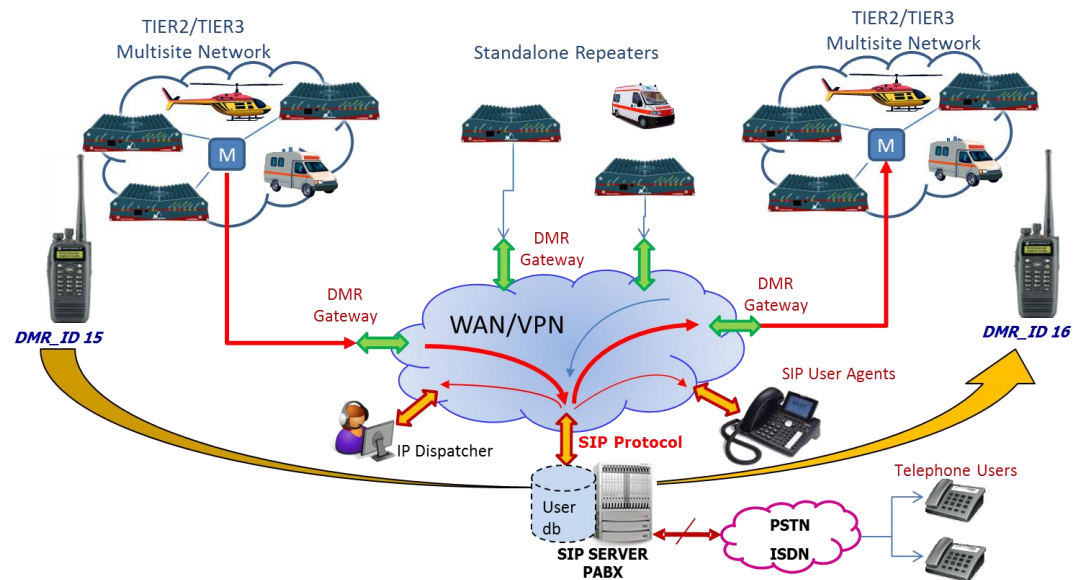 TIER2/TIER3
Multisite Network
Standalone Repeaters
TIER2/TIER3
Multisite Network
M
M
DMR
Gateway
DMR
Gateway
DMR
Gateway
WAN/VPN
DMR_ID 15
DMR_ID 16
SIP User Agents
IP Dispatcher
SIP Protocol
User
db
Telephone Users
SIP SERVER
PABX
PSTN
ISDN